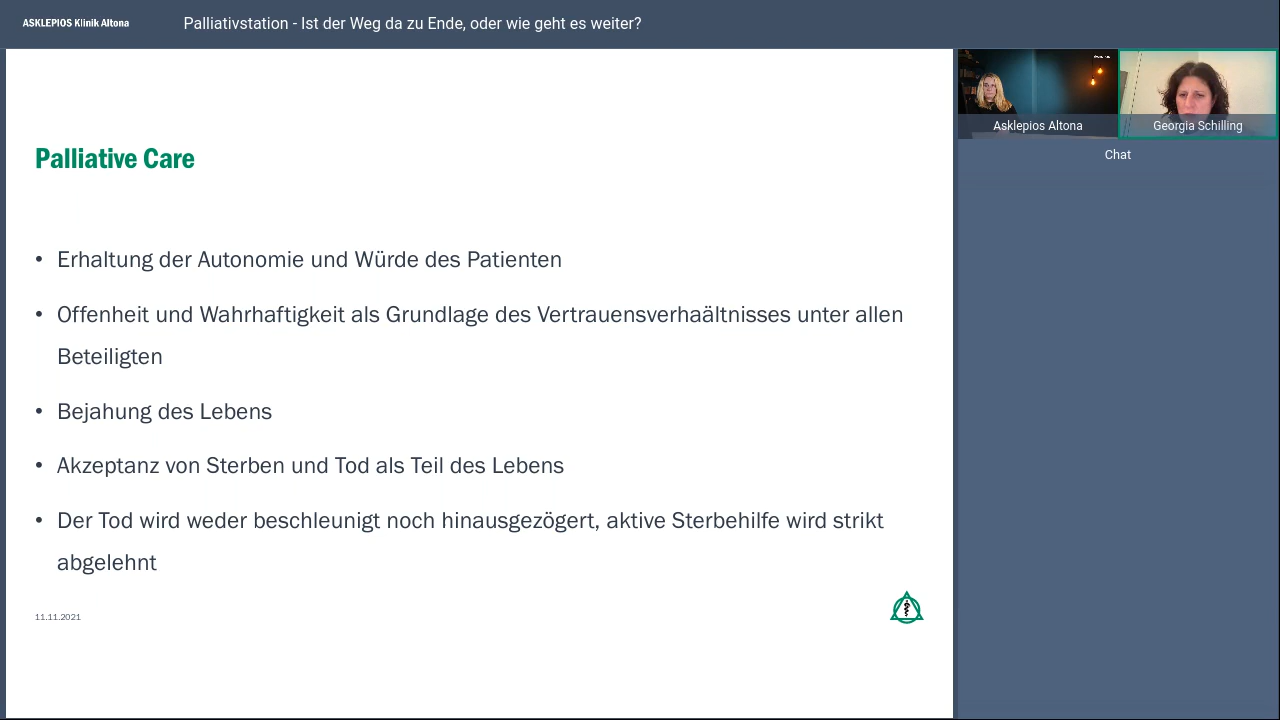 ASKLEPIOS Klinik Altona
Palliativstation - Ist der Weg da zu Ende, oder wie geht es weiter?
Asklepios Altona
Georgia Schilling
Chat
Palliative Care
• Erhaltung der Autonomie und Würde des Patienten
• Offenheit und Wahrhaftigkeit als Grundlage des Vertrauensverhaältnisses unter allen
Beteiligten
• Bejahung des Lebens
• Akzeptanz von Sterben und Tod als Teil des Lebens
• Der Tod wird weder beschleunigt noch hinausgezögert, aktive Sterbehilfe wird strikt
abgelehnt
11.11.2021